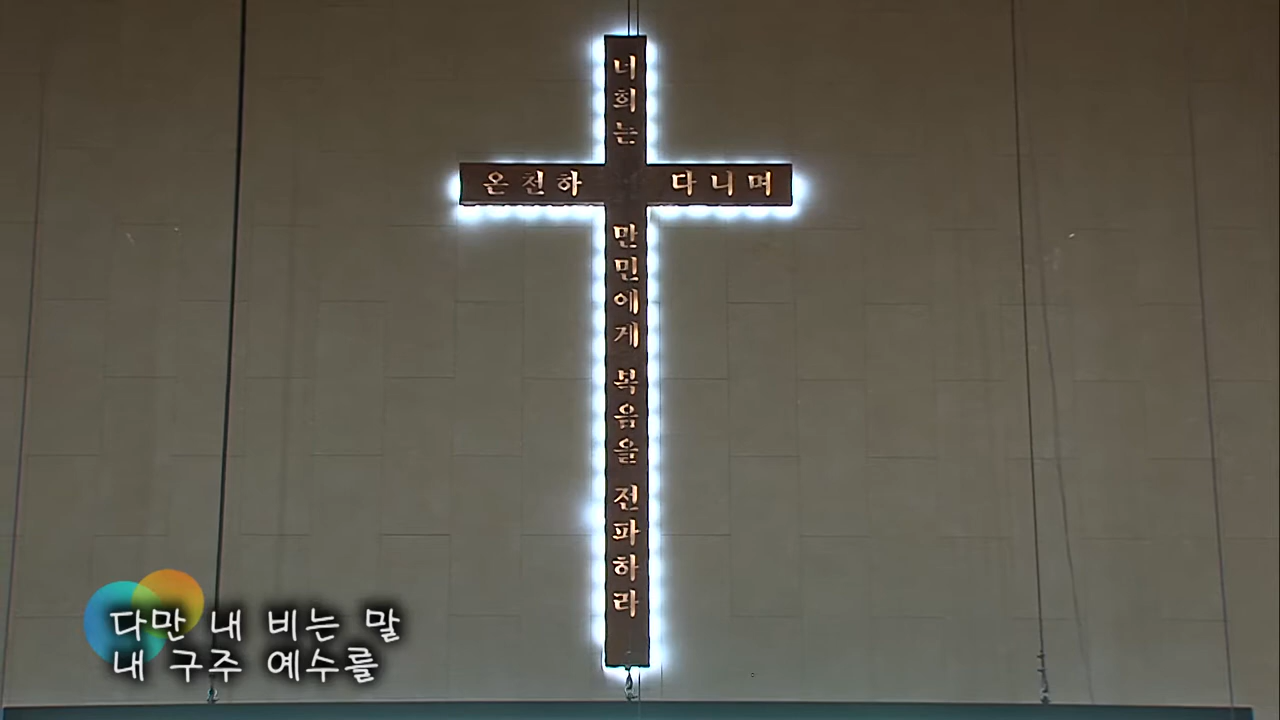 너희는
온천하 다니며
만민에게 복음을 전파하라
다만 내 비는 말
내 구주 예수를